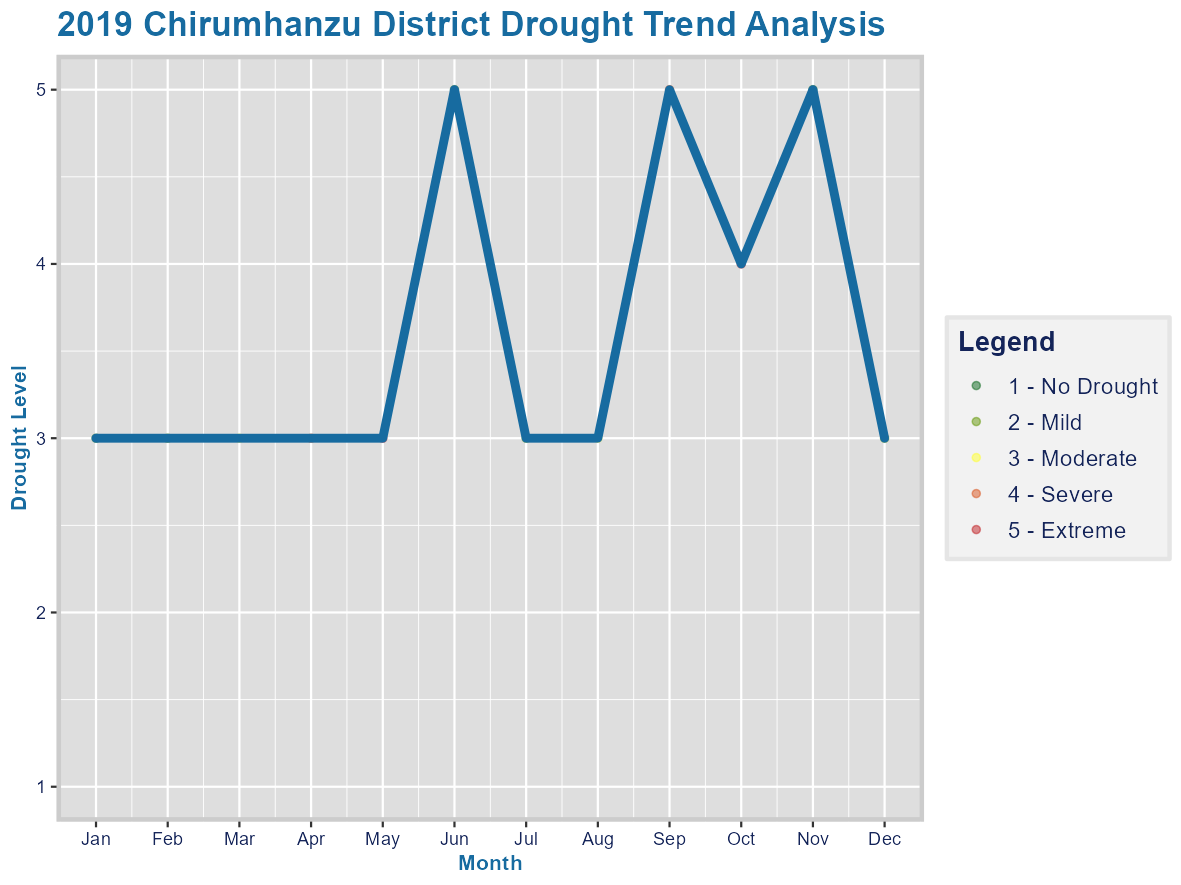 2019 Chirumhanzu District Drought Trend Analysis
5
4
3
2
1
Drought Level
Jan Feb Mar Apr May Jun Jul Aug Sep Oct Nov Dec
Month
Legend
1 - No Drought
2 - Mild
3 - Moderate
4 - Severe
5 - Extreme